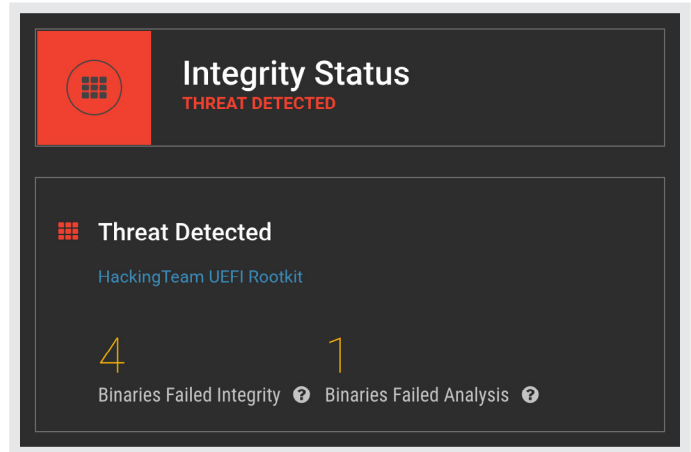 Integrity Status
THREAT DETECTED
Threat Detected
HackingTeam UEFI Rootkit
4 1
Binaries Failed Integrity ? Binaries Failed Analysis ?